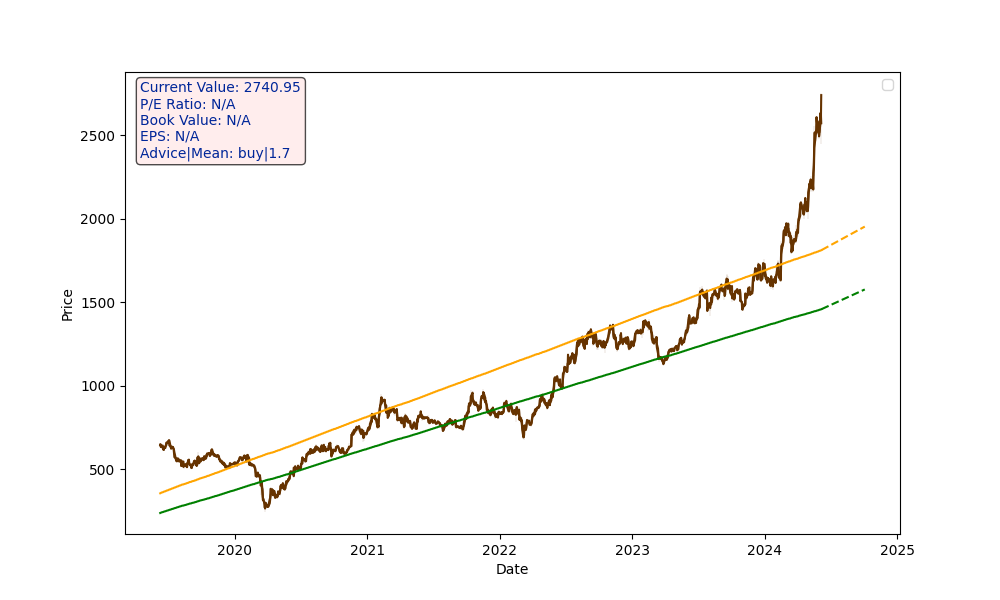 Current Value: 2740.95
P/E Ratio: N/A
Book Value: N/A
EPS: N/A
Advice|Mean: buy|1.7
2500
2000
1500
1000
500
Price
2020 2021 2022 2023 2024 2025
Date